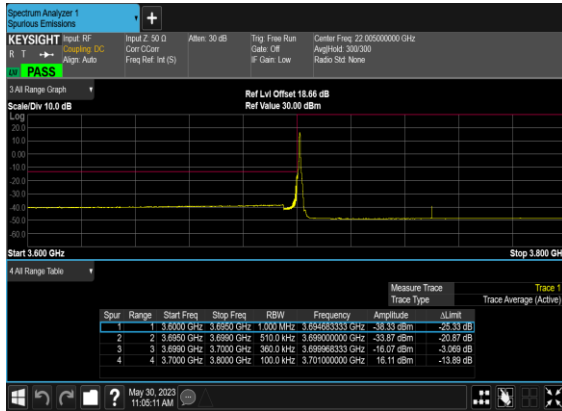 Spectrum Analyzer 1
Spurious Emissions
KEYSIGHT Input: RF
R T Coupling: DC
Align: Auto
Input Z: 50 Ω
Corr CCorr
Freq Ref: Int (S)
Atten: 30 dB
Trig: Free Run
Gate: Off
IF Gain: Low
Center Freq: 22.005000000 GHz
Avg|Hold: 300/300
Radio Std: None
PASS
3 All Range Graph
Scale/Div 10.0 dB
Ref Lvl Offset 18.66 dB
Ref Value 30.00 dBm
Log
20.0
10.0
0.00
-10.0
-20.0
-30.0
-40.0
-50.0
-60.0
Start 3.600 GHz
Stop 3.800 GH
4 All Range Table
Measure Trace Trace 1
Trace Type Trace Average (Active)
Spur Range Start Freq Stop Freq RBW Frequency Amplitude ΔLimit
1 1 3.6000 GHz 3.6950 GHz 1.000 MHz 3.694683333 GHz -38.33 dBm -25.33 dB
2 2 3.6950 GHz 3.6990 GHz 510.0 kHz 3.699000000 GHz -33.87 dBm -20.87 dB
3 3 3.6990 GHz 3.7000 GHz 360.0 kHz 3.699968333 GHz -16.07 dBm -3.069 dB
4 4 3.7000 GHz 3.8000 GHz 100.0 kHz 3.701000000 GHz 16.11 dBm -13.89 dB
?
May 30, 2023
11:05:11 AM